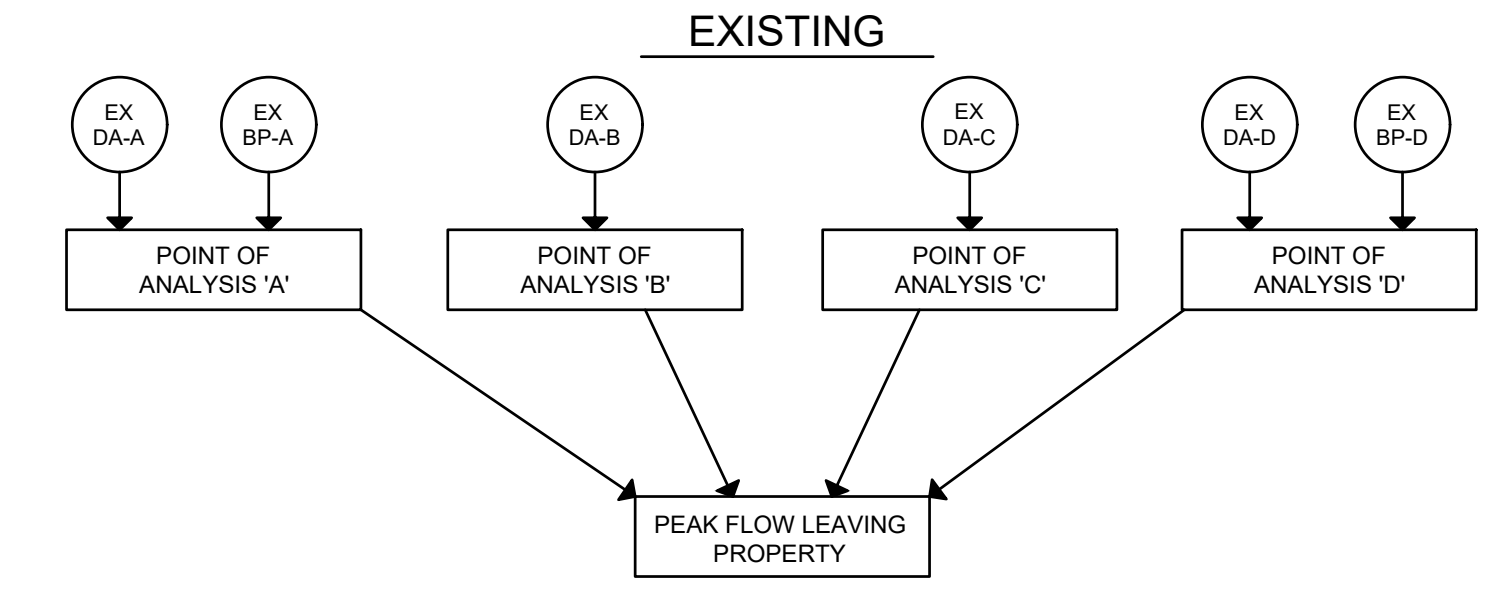 EXISTING
EX
DA-A
EX
BP-A
EX
DA-B
EX
DA-C
EX
DA-D
EX
BP-D
POINT OF
ANALYSIS 'A'
POINT OF
ANALYSIS 'B'
POINT OF
ANALYSIS 'C'
POINT OF
ANALYSIS 'D'
PEAK FLOW LEAVING
PROPERTY